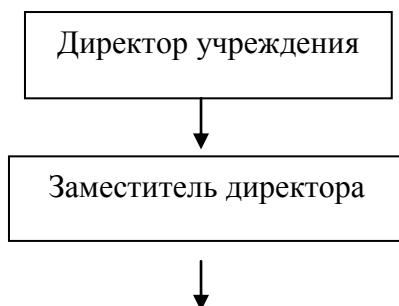 Директор учреждения
Заместитель директора